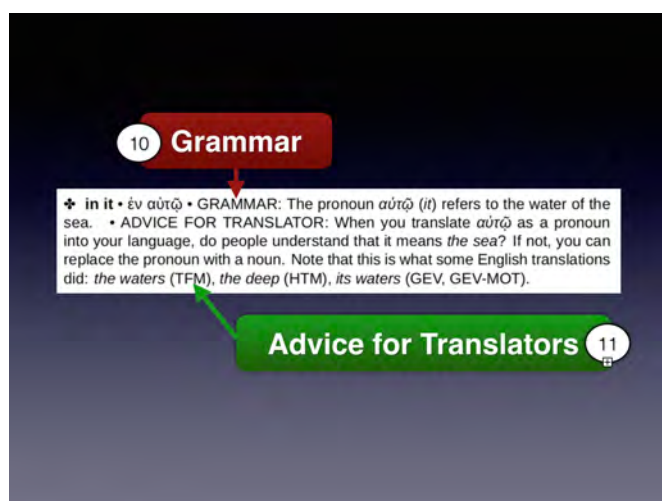 10 Grammar
✤ in it • ἐν αὐτῷ • GRAMMAR: The pronoun αὐτῷ (it) refers to the water of the
sea. • ADVICE FOR TRANSLATOR: When you translate αὐτῷ as a pronoun
into your language, do people understand that it means the sea? If not, you can
replace the pronoun with a noun. Note that this is what some English translations
did: the waters (TFM), the deep (HTM), its waters (GEV, GEV-MOT).
Advice for Translators 11